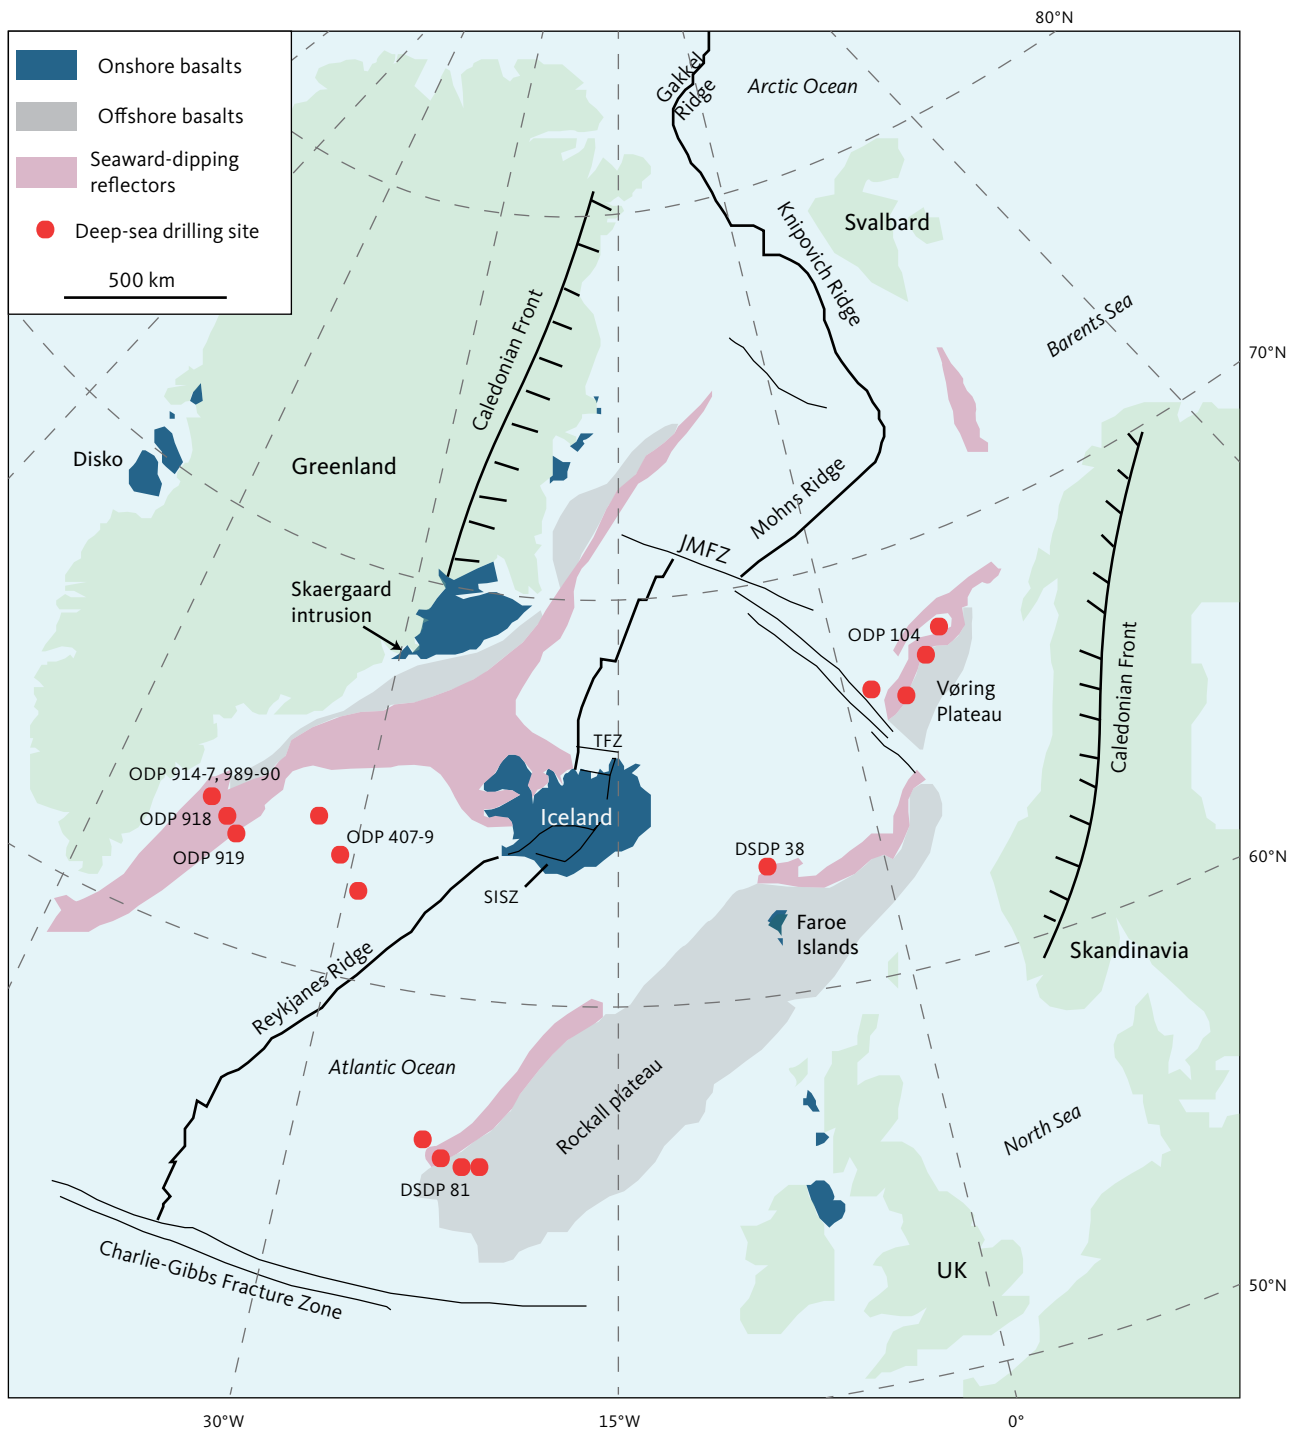 80°N
Onshore basalts
Offshore basalts
Seaward-dipping
reflectors
Deep-sea drilling site
500 km
Gakkel
Ridge
Arctic Ocean
Knipovich Ridge
Svalbard
Barents Sea
70°N
Caledonian Front
Disko
Greenland
Mohns Ridge
JMFZ
Skaergaard
intrusion
ODP 104
Vøring
Plateau
Caledonian Front
TFZ
ODP 914-7, 989-90
ODP 918
ODP 919
ODP 407-9
Iceland
DSDP 38
60°N
SISZ
Faroe
Islands
Skandinavia
Reykjanes Ridge
Atlantic Ocean
Rockall plateau
North Sea
DSDP 81
Charlie-Gibbs Fracture Zone
UK
50°N
30°W
15°W
0°